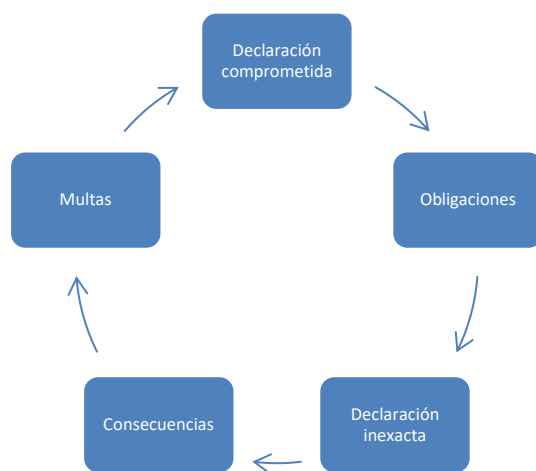 Declaración
comprometida
Multas
Obligaciones
Consecuencias
Declaración
inexacta